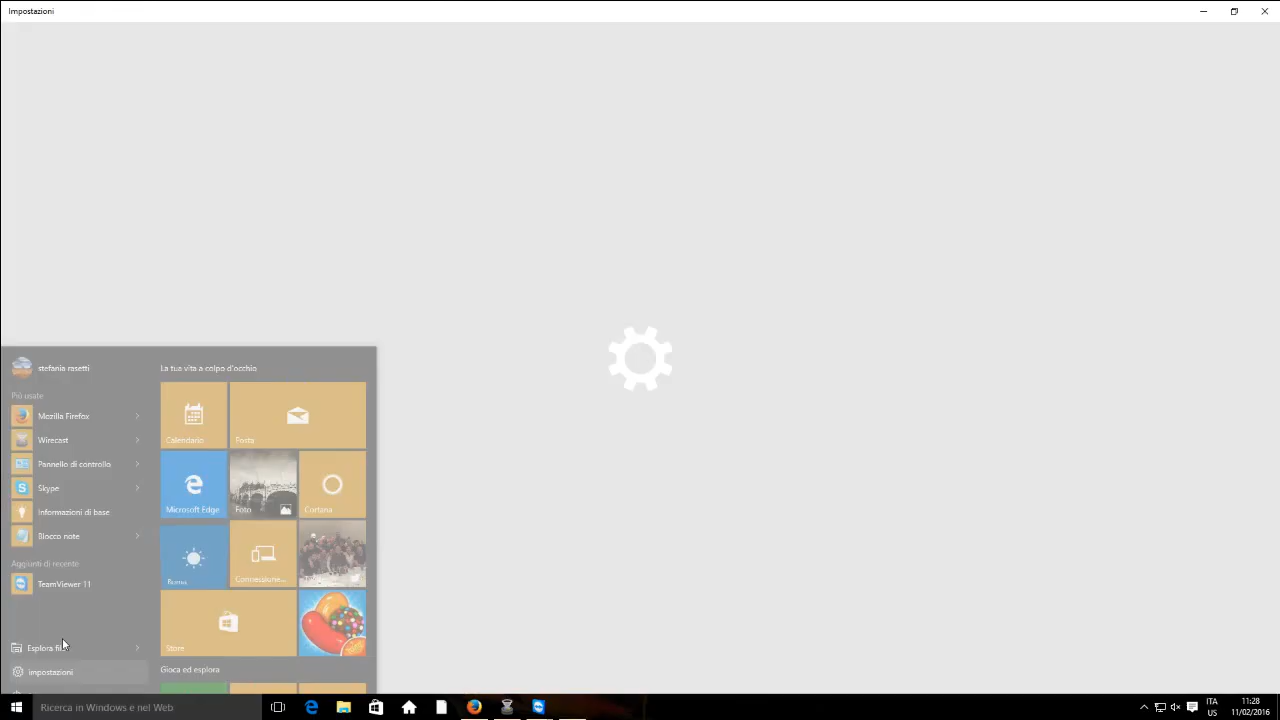 Impostazioni
stefania rasetti
Più usate
Mozilla Firefox
Wirecast
Pannello di controllo
Skype
Informazioni di base
Blocco note
Aggiunti di recente
TeamViewer 11
Esplora
impostazioni
La tua vita a colpo d'occhio
Calendario
Posta
Microsoft Edge
Foto
Cortana
Roma
Connessione...
Store
Gioca ed esplora
Ricerca in Windows e nel Web
ITA
US
11:28
11/02/2016